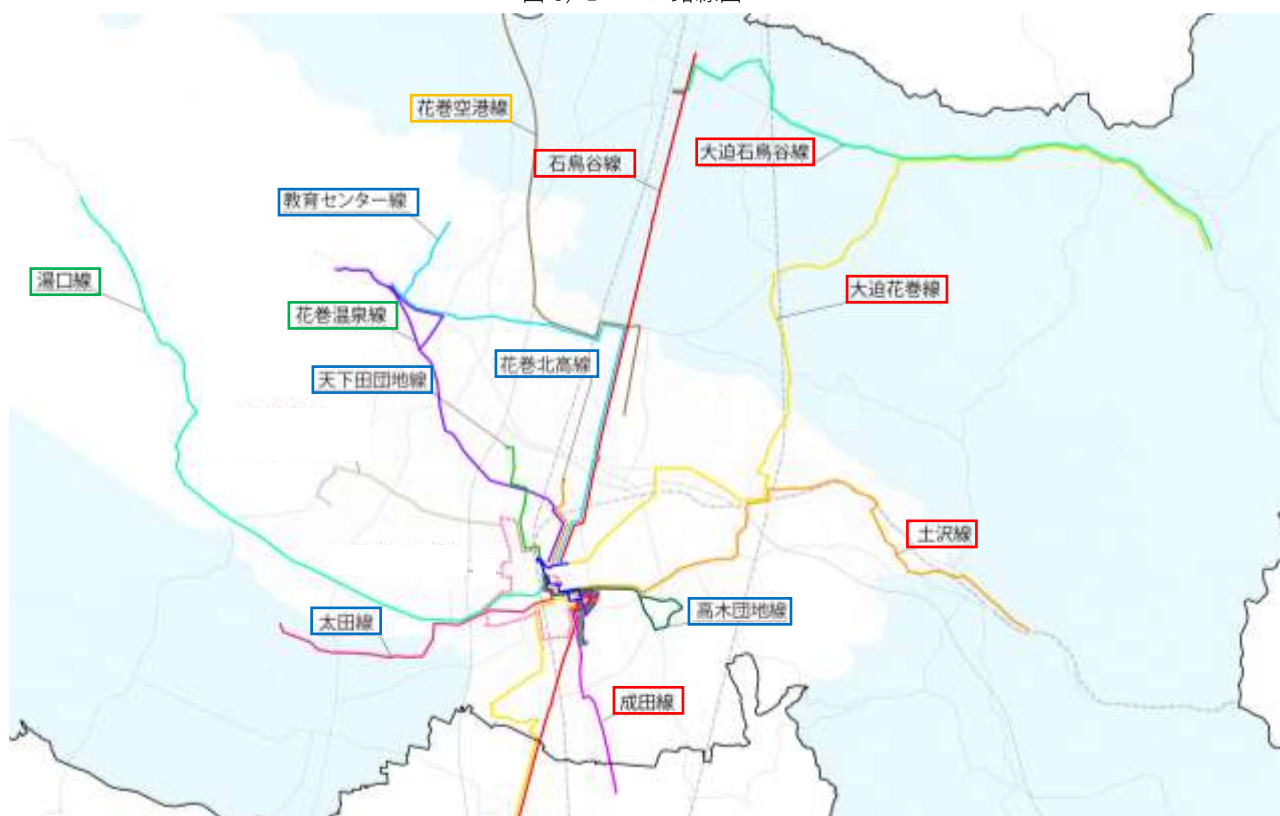 花巻空港線
石鳥谷線
大迫石鳥谷線
教育センター線
湯口線
大迫花巻線
花巻温泉線
花巻北高線
天下田団地線
土沢線
高木団地線
太田線
成田線